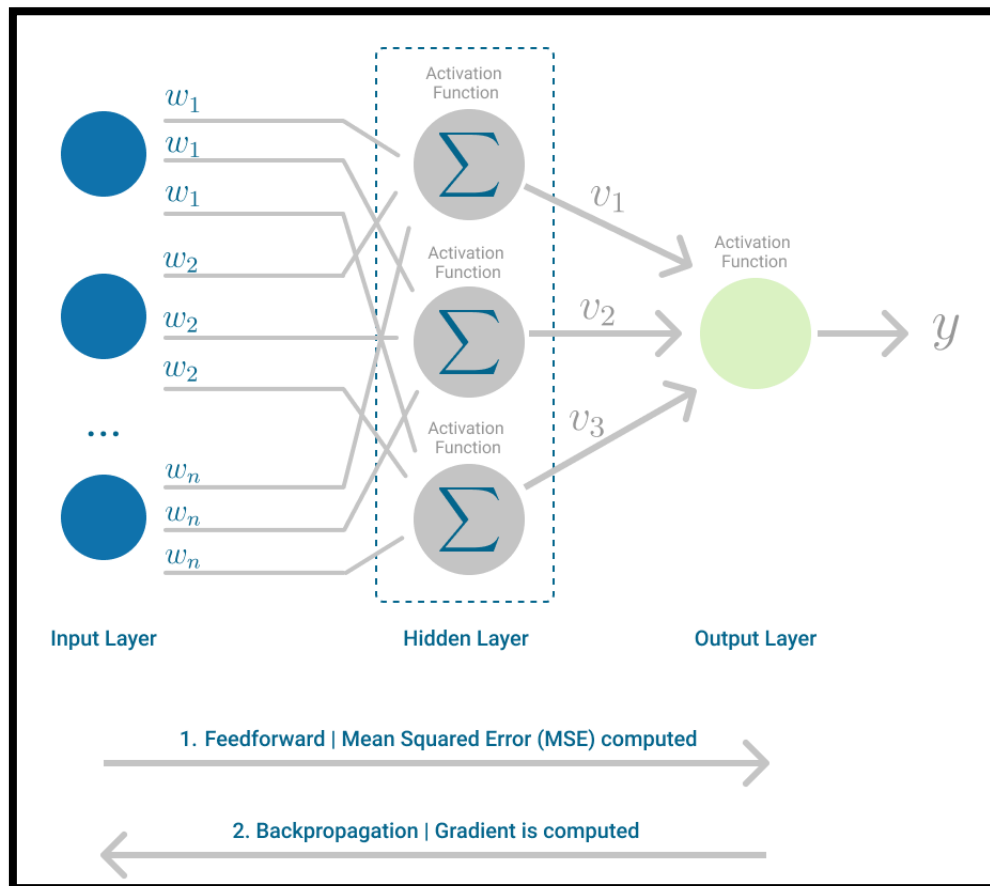 w1
w1
w1
w2
w2
w2
...
wn
wn
wn
Activation
Function
Σ
Activation
Function
Σ
Activation
Function
Σ
v1
v2
v3
Activation
Function
y
Input Layer
Hidden Layer
Output Layer
1. Feedforward | Mean Squared Error (MSE) computed
2. Backpropagation | Gradient is computed